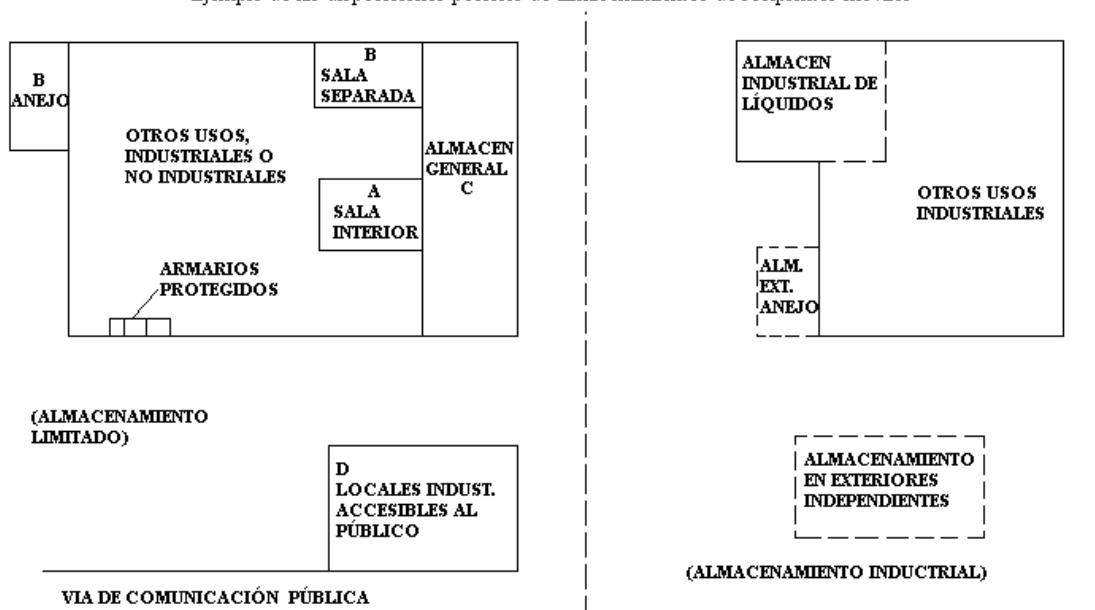 B
ANEJO
B
SALA
SEPARADA
OTROS USOS,
INDUSTRIALES O
NO INDUSTRIALES
ALMACEN
GENERAL
C
A
SALA
INTERIOR
ARMARIOS
PROTEGIDOS
(ALMACENAMIENTO
LIMITADO)
D
LOCALES INDUST.
ACCESIBLES AL
PÚBLICO
VIA DE COMUNICACIÓN PÚBLICA
ALMACEN
INDUSTRIAL DE
LÍQUIDOS
OTROS USOS
INDUSTRIALES
ALM.
EXT.
ANEJO
ALMACENAMIENTO
EN EXTERIORES
INDEPENDIENTES
(ALMACENAMIENTO INDUCTRIAL)